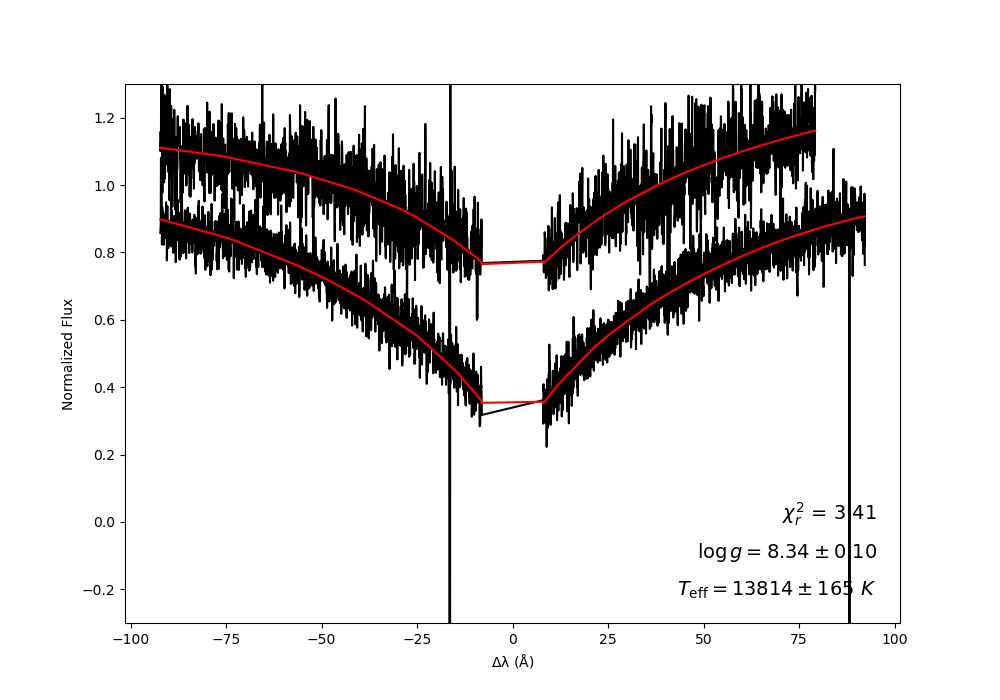 1.2
1.0
0.8
0.6
0.4
0.2
0.0
−0.2
Normalized Flux
χ²ᵣ = 3.41
log g = 8.34 ± 0.10
T_eff = 13814 ± 165 K
−100 −75 −50 −25 0 25 50 75 100
Δλ (Å)